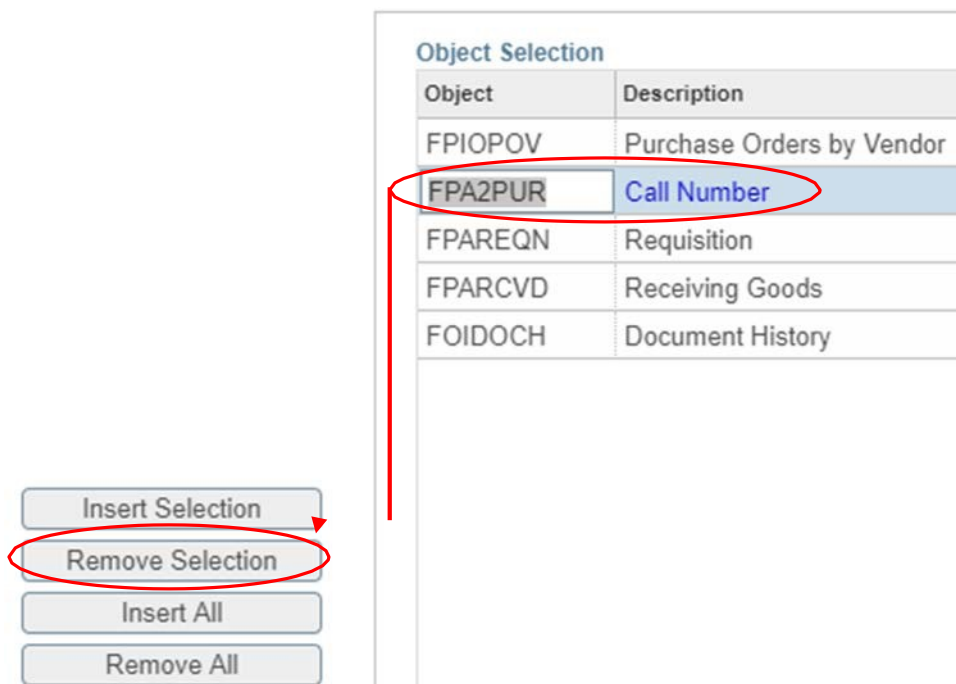 Object Selection
Object Description
FPIOPOV Purchase Orders by Vendor
FPA2PUR Call Number
FPAREQN Requisition
FPARCVD Receiving Goods
FOIDOCH Document History
Insert Selection
Remove Selection
Insert All
Remove All